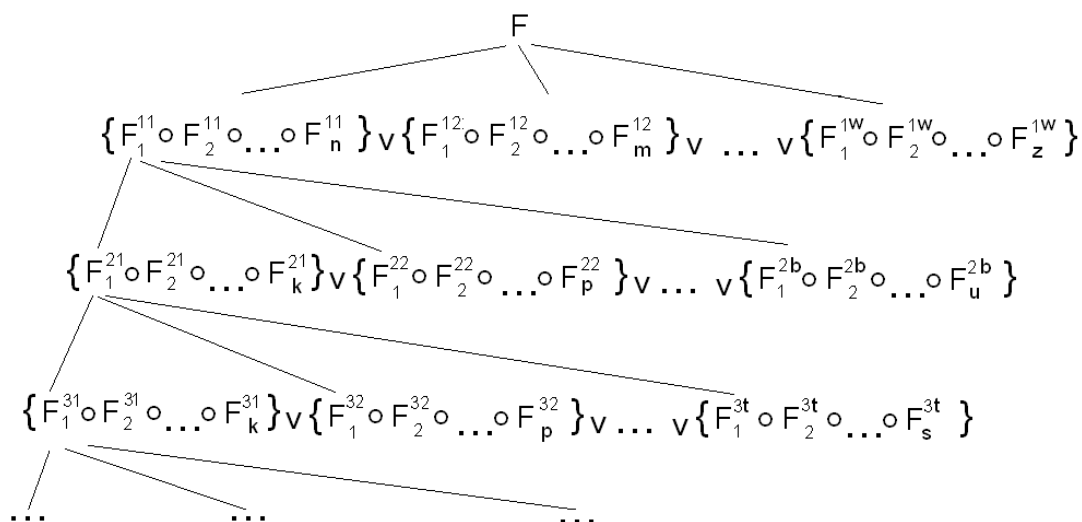 F
{F₁¹¹ ∘ F₂¹¹ ∘ ... ∘ Fₙ¹¹} v {F₁¹² ∘ F₂¹² ∘ ... ∘ Fₘ¹²} v ... v {F₁¹ʷ ∘ F₂¹ʷ ∘ ... ∘ F_z¹ʷ}
{F₁²¹ ∘ F₂²¹ ∘ ... ∘ Fₖ²¹} v {F₁²² ∘ F₂²² ∘ ... ∘ Fₚ²²} v ... v {F₁²ᵇ ∘ F₂²ᵇ ∘ ... ∘ Fᵤ²ᵇ}
{F₁³¹ ∘ F₂³¹ ∘ ... ∘ Fₖ³¹} v {F₁³² ∘ F₂³² ∘ ... ∘ Fₚ³²} v ... v {F₁³ᵗ ∘ F₂³ᵗ ∘ ... ∘ Fₛ³ᵗ}
... ... ...